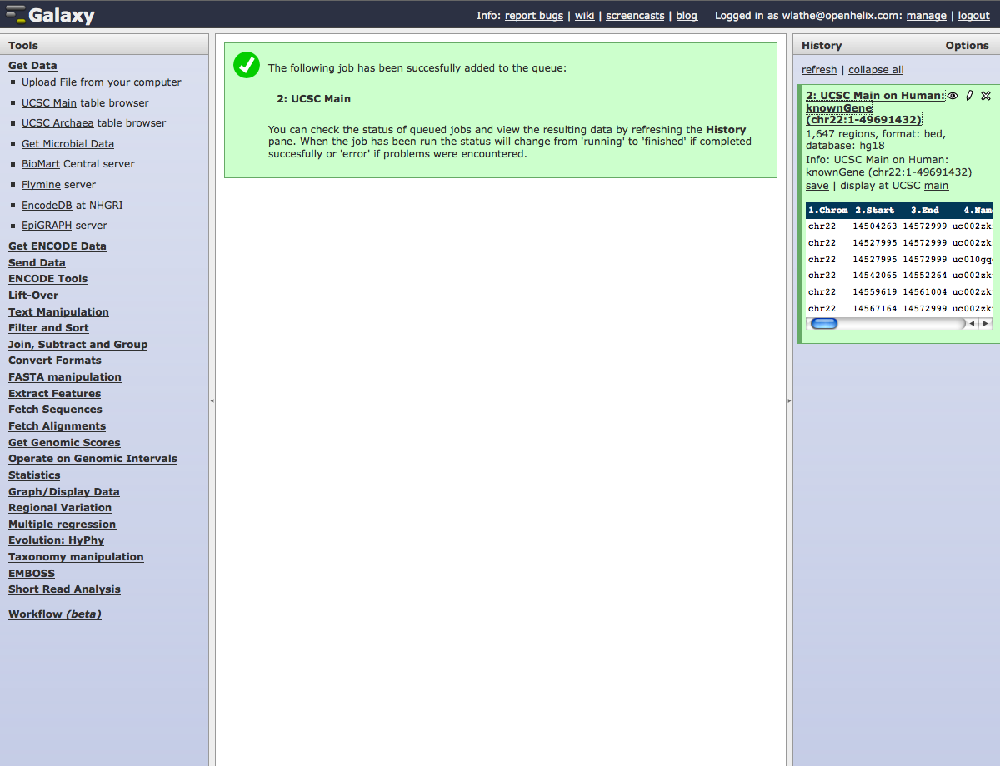 Galaxy
Info: report bugs | wiki | screencasts | blog Logged in as wlathe@openhelix.com: manage | logout
Tools
Get Data
Upload File from your computer
UCSC Main table browser
UCSC Archaea table browser
Get Microbial Data
BioMart Central server
Flymine server
EncodeDB at NHGRI
EpiGRAPH server
Get ENCODE Data
Send Data
ENCODE Tools
Lift-Over
Text Manipulation
Filter and Sort
Join, Subtract and Group
Convert Formats
FASTA manipulation
Extract Features
Fetch Sequences
Fetch Alignments
Get Genomic Scores
Operate on Genomic Intervals
Statistics
Graph/Display Data
Regional Variation
Multiple regression
Evolution: HyPhy
Taxonomy manipulation
EMBOSS
Short Read Analysis
Workflow (beta)
The following job has been succesfully added to the queue:
2: UCSC Main
You can check the status of queued jobs and view the resulting data by refreshing the History
pane. When the job has been run the status will change from 'running' to 'finished' if completed
succesfully or 'error' if problems were encountered.
History Options
refresh | collapse all
2: UCSC Main on Human:
knownGene
(chr22:1-49691432)
1,647 regions, format: bed,
database: hg18
Info: UCSC Main on Human:
knownGene (chr22:1-49691432)
save | display at UCSC main
1.Chrom 2.Start 3.End 4.Nam
chr22 14504263 14572999 uc002zk
chr22 14527995 14572999 uc002zk
chr22 14527995 14572999 uc010gq
chr22 14542065 14552264 uc002zk
chr22 14559619 14561004 uc002zk
chr22 14567164 14572999 uc002zk